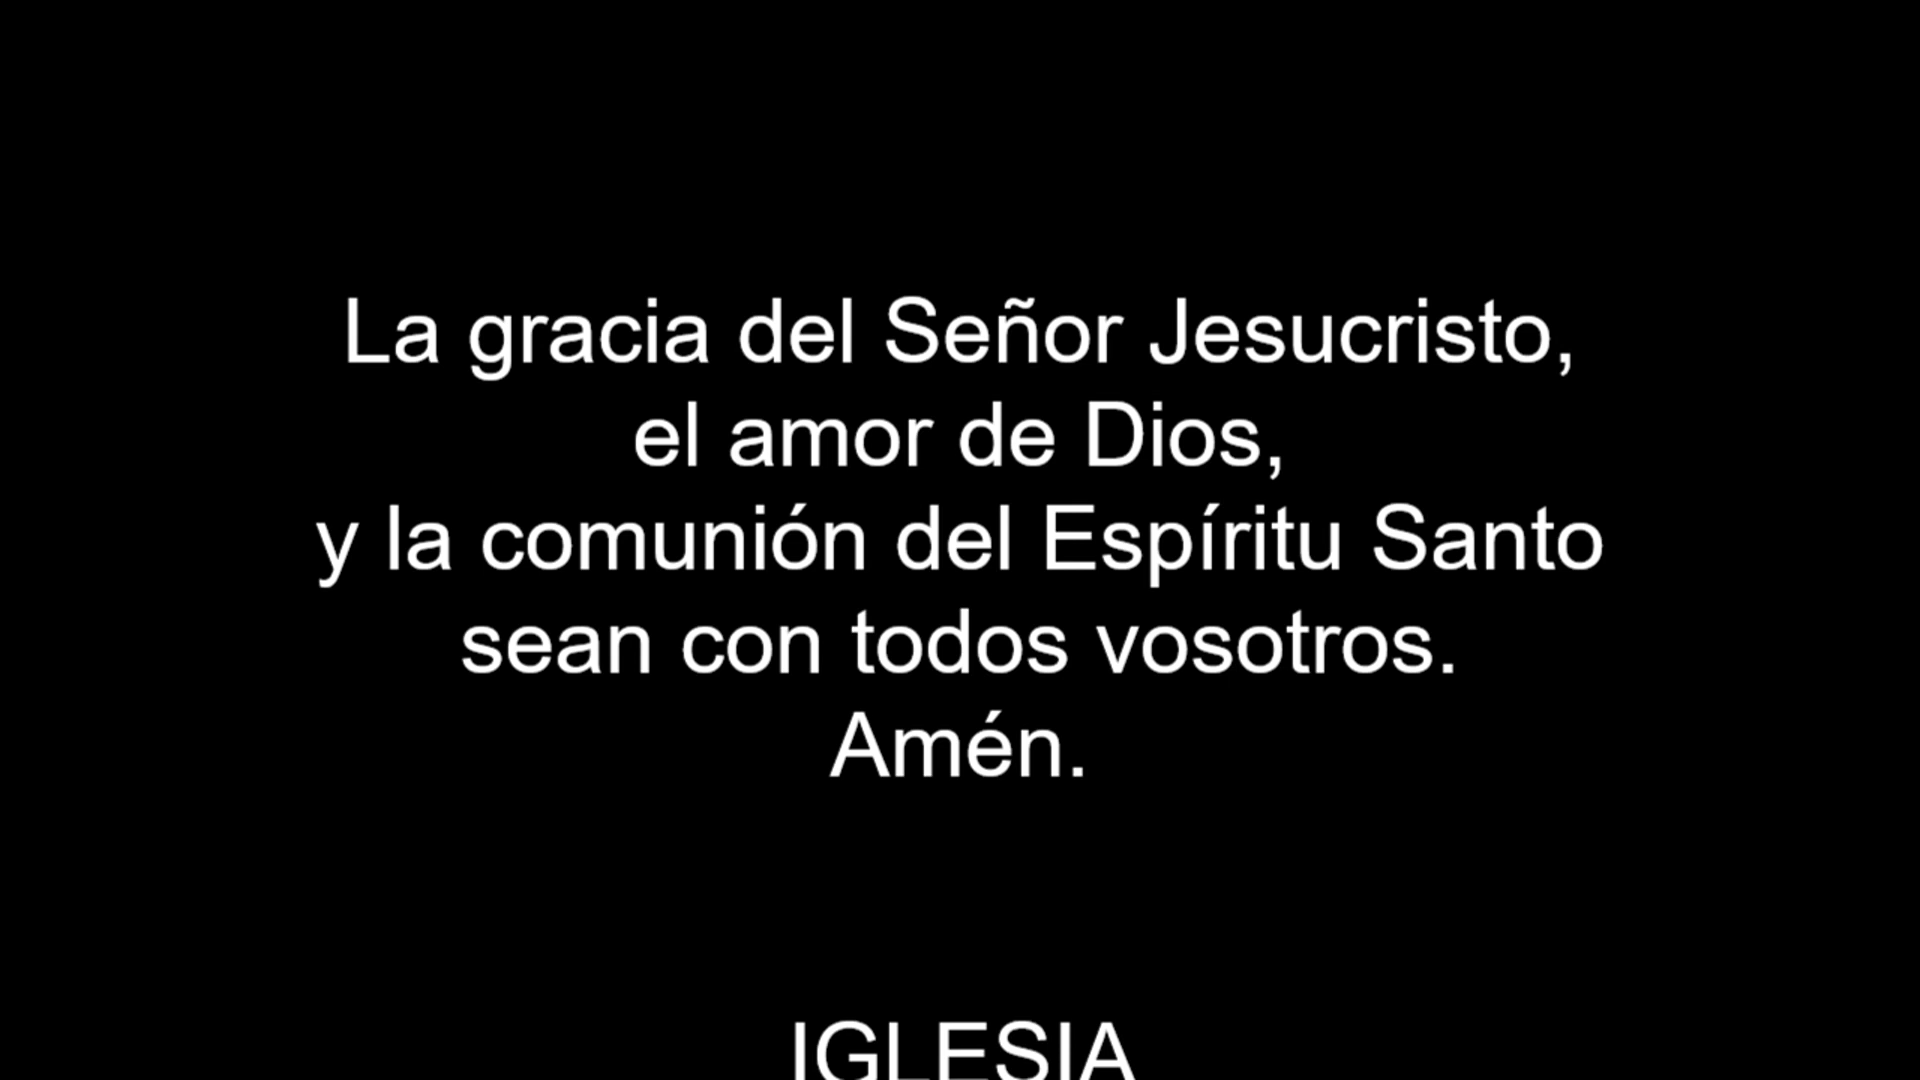 La gracia del Señor Jesucristo,
el amor de Dios,
y la comunión del Espíritu Santo
sean con todos vosotros.
Amén.
IGLESIA